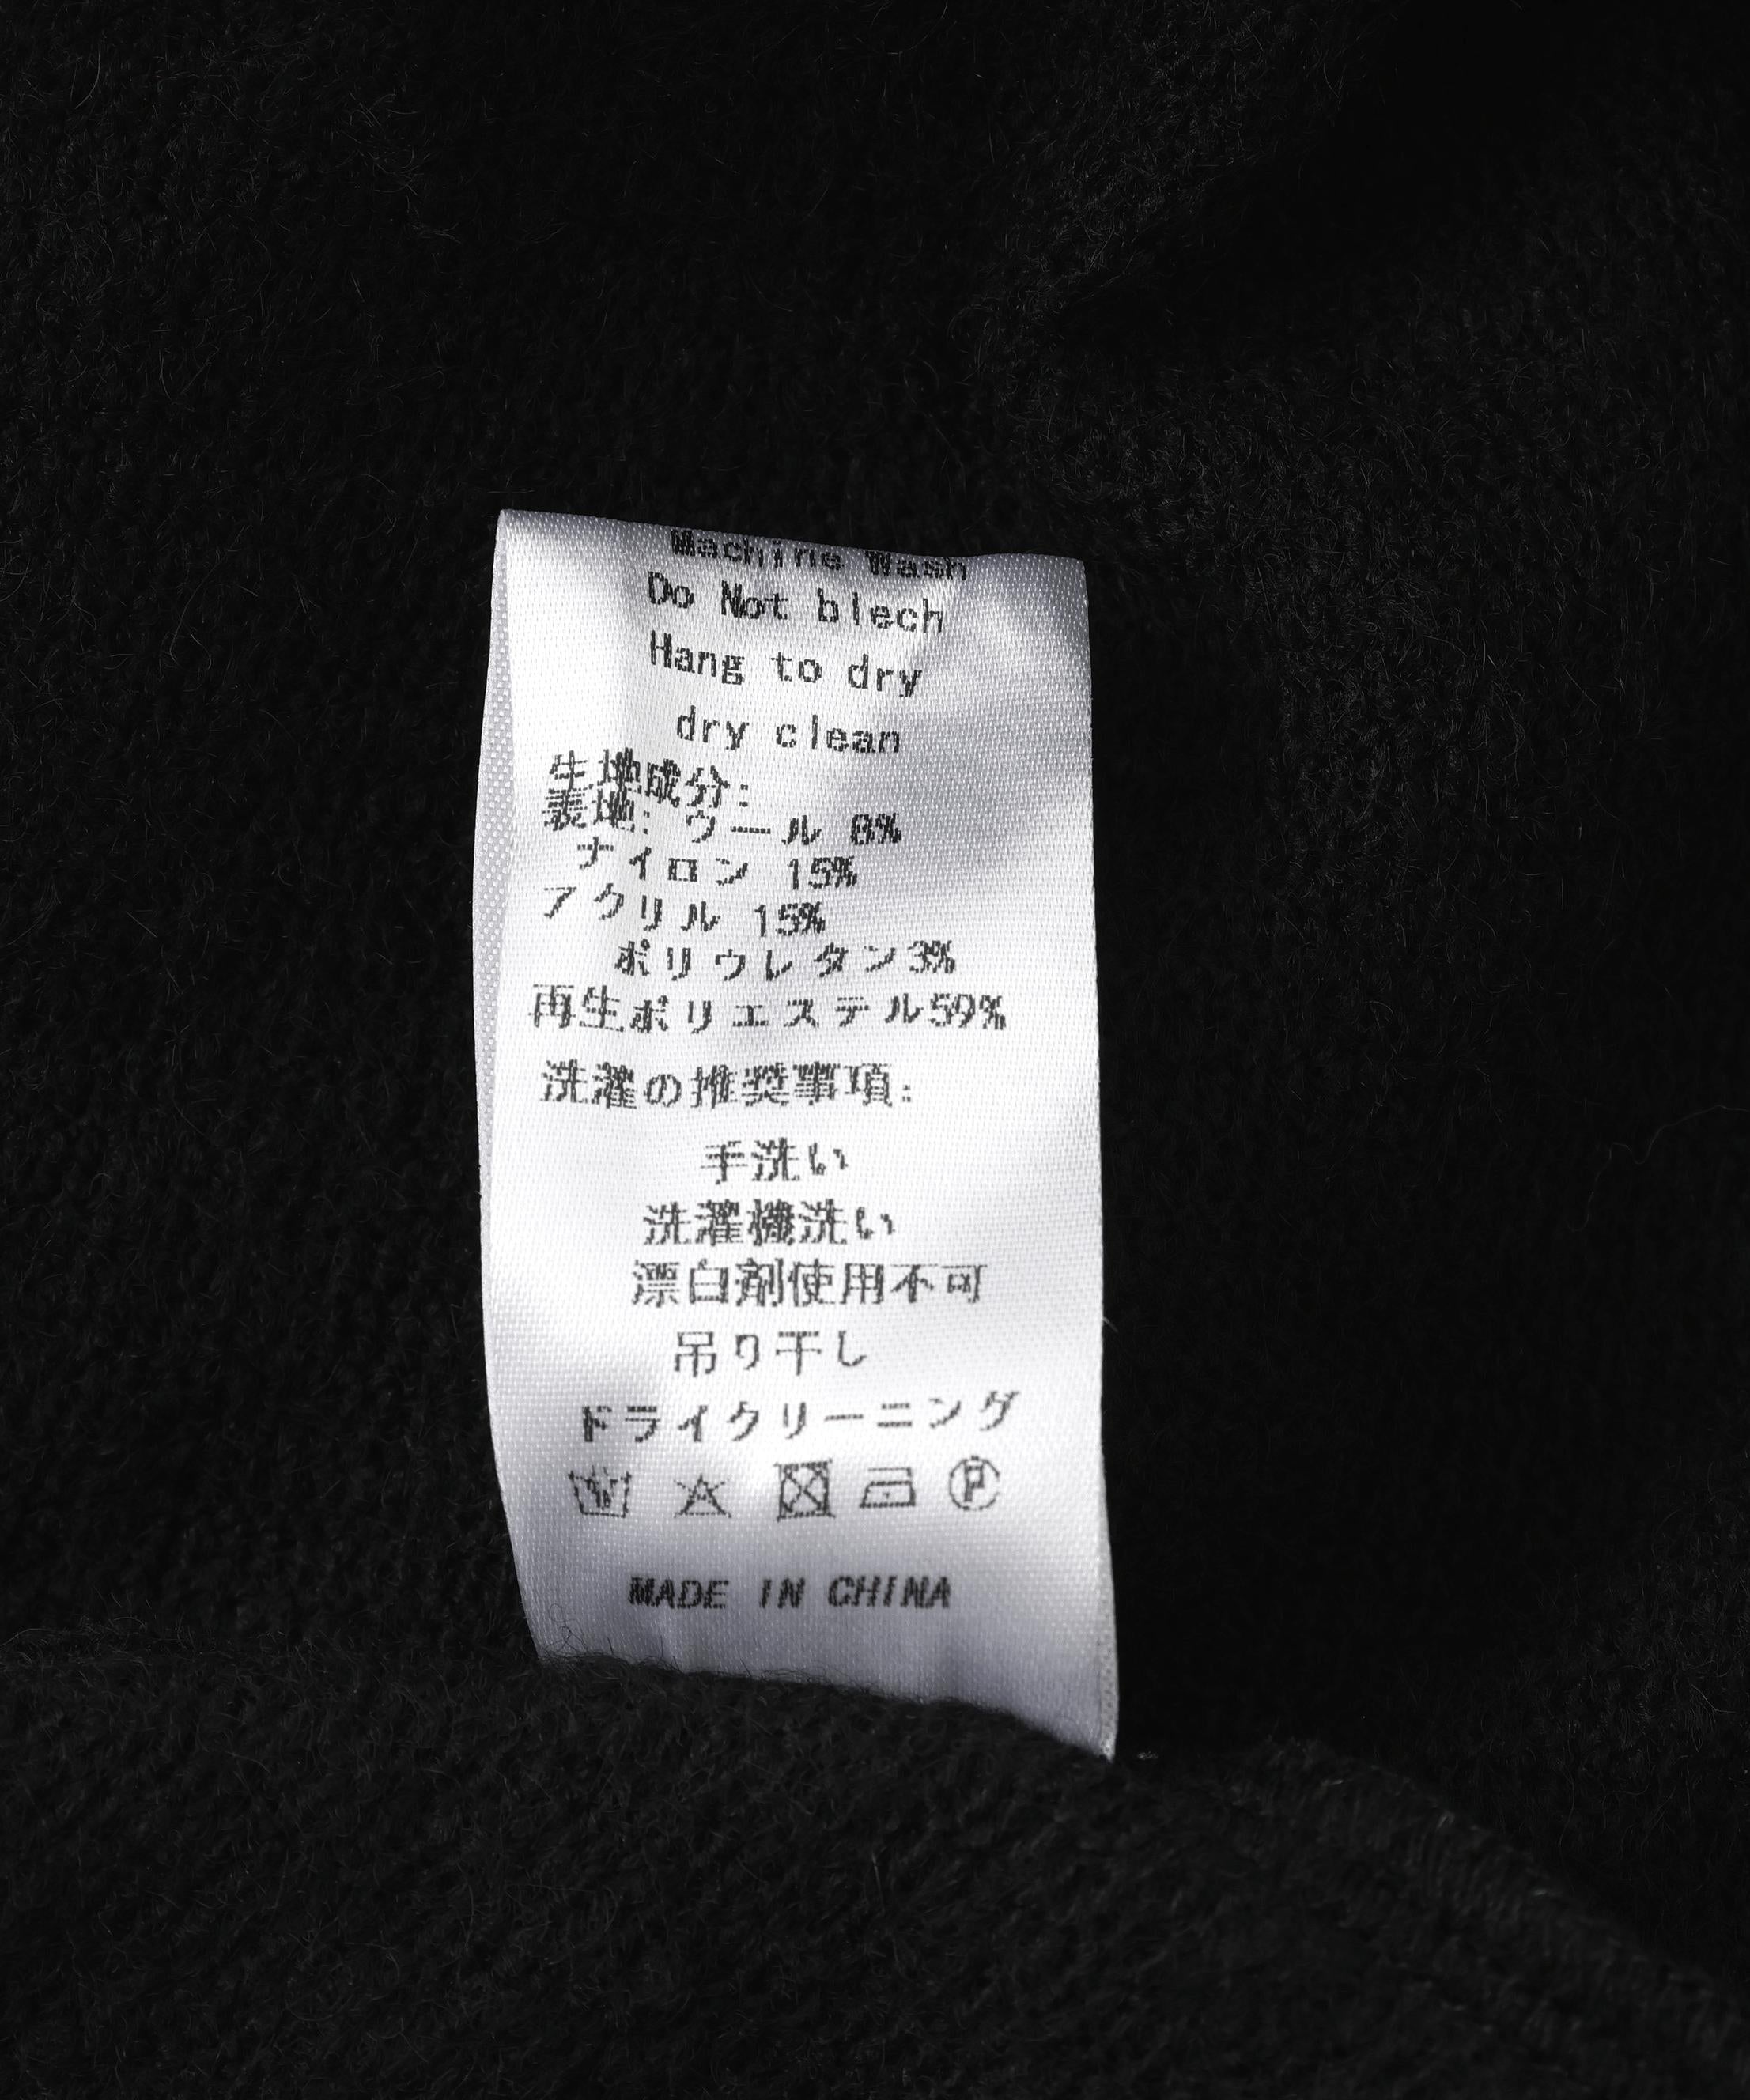 Machine Wash
Do Not blech
Hang to dry
dry clean
生地成分:
表地: ウール 8%
ナイロン 15%
アクリル 15%
ポリウレタン3%
再生ポリエステル59%
洗濯の推奨事項:
手洗い
洗濯機洗い
漂白剤使用不可
吊り干し
ドライクリーニング
P
MADE IN CHINA